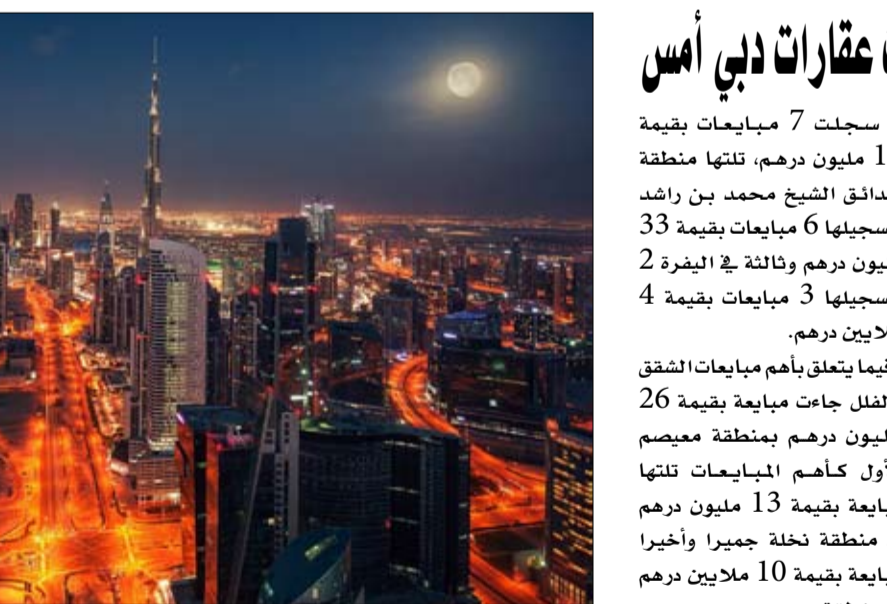 عقارات دبي أمس
سجلت 7 مبايعات بقيمة
مليون درهم، تلتها منطقة
حدائق الشيخ محمد بن راشد
بتسجيلها 6 مبايعات بقيمة 33
مليون درهم وثالثة في اليفرة 2
بتسجيلها 3 مبايعات بقيمة 4
ملايين درهم.
فيما يتعلق بأهم مبايعات الشقق
والفلل جاءت مبايعة بقيمة 26
مليون درهم بمنطقة معيصم
الأول كأهم المبايعات تلتها
مبايعة بقيمة 13 مليون درهم
منطقة نخلة جميرا وأخيرا
مبايعة بقيمة 10 ملايين درهم